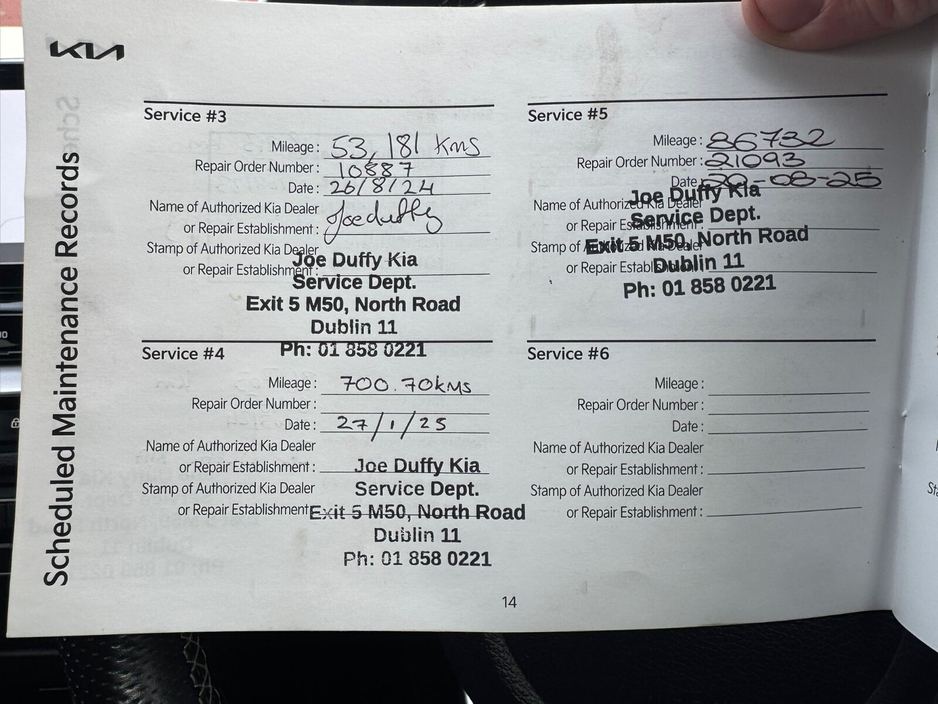 KIA
Scheduled Maintenance Records
Service #3
Mileage : 53,181 kms
Repair Order Number : 10887
Date : 26/8/24
Name of Authorized Kia Dealer
or Repair Establishment : Joe duffy
Stamp of Authorized Kia Dealer
or Repair Establishment :
Joe Duffy Kia
Service Dept.
Exit 5 M50, North Road
Dublin 11
Ph: 01 858 0221
Service #4
Mileage : 700.70kms
Repair Order Number :
Date : 27/1/25
Name of Authorized Kia Dealer
or Repair Establishment :
Stamp of Authorized Kia Dealer
or Repair Establishment
Joe Duffy Kia
Service Dept.
Exit 5 M50, North Road
Dublin 11
Ph: 01 858 0221
Service #5
Mileage : 86732
Repair Order Number : 21093
Date -08-25
Name of Authorized Kia Dealer
or Repair Establishment
Stamp of Authorized Kia Dealer
or Repair Establishment
Joe Duffy Kia
Service Dept.
Exit 5 M50, North Road
Dublin 11
Ph: 01 858 0221
Service #6
Mileage :
Repair Order Number :
Date :
Name of Authorized Kia Dealer
or Repair Establishment :
Stamp of Authorized Kia Dealer
or Repair Establishment :
14